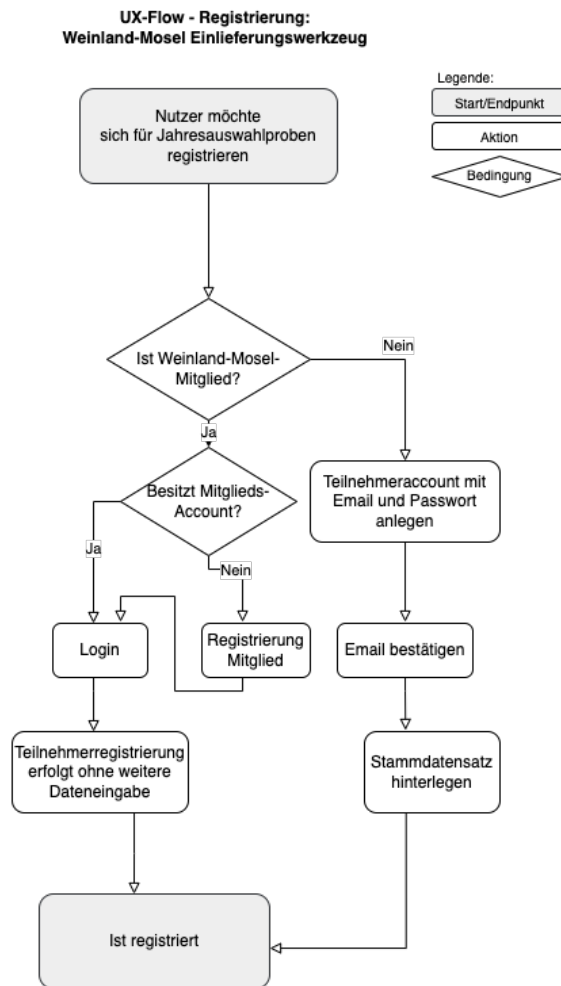 UX-Flow - Registrierung:
Weinland-Mosel Einlieferungswerkzeug
Legende:
Start/Endpunkt
Aktion
Bedingung
Nutzer möchte
sich für Jahresauswahlproben
registrieren
Ist Weinland-Mosel-
Mitglied?
Nein
Ja
Besitzt Mitglieds-
Account?
Teilnehmeraccount mit
Email und Passwort
anlegen
Ja
Nein
Login
Registrierung
Mitglied
Email bestätigen
Teilnehmerregistrierung
erfolgt ohne weitere
Dateneingabe
Stammdatensatz
hinterlegen
Ist registriert